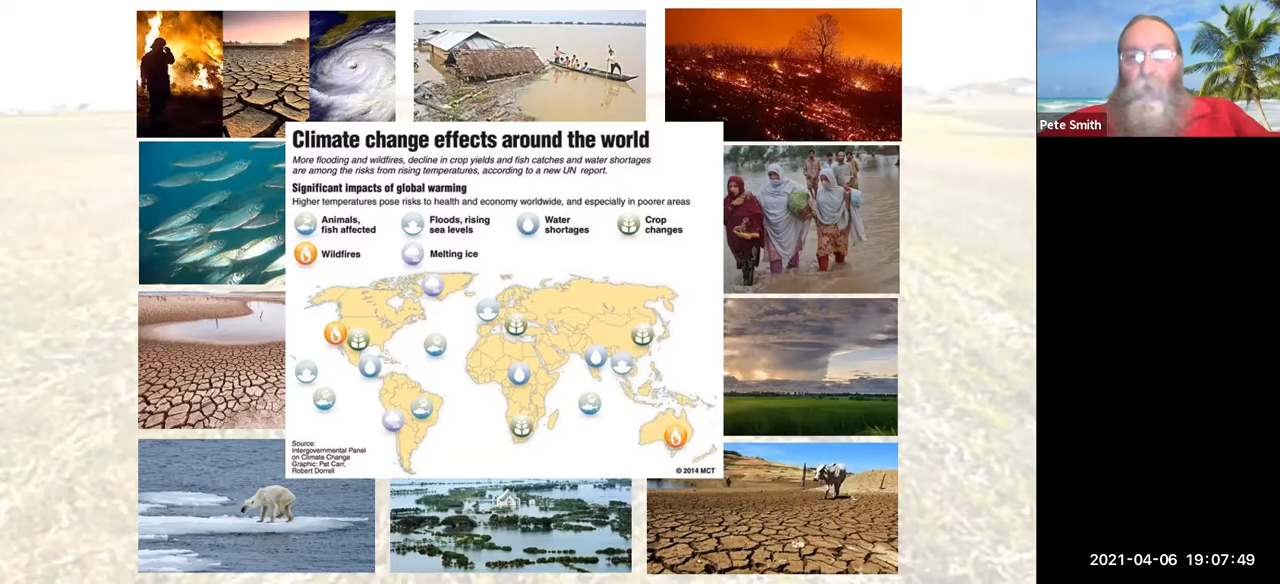 Climate change effects around the world
More flooding and wildfires, decline in crop yields and fish catches and water shortages
are among the risks from rising temperatures, according to a new UN report.
Significant impacts of global warming
Higher temperatures pose risks to health and economy worldwide, and especially in poorer areas
Animals,
fish affected
Floods, rising
sea levels
Water
shortages
Crop
changes
Wildfires
Melting ice
Source:
Intergovernmental Panel
on Climate Change
Graphic: Pat Carr,
Robert Dorrell
© 2014 MCT
Pete Smith
2021-04-06 19:07:49